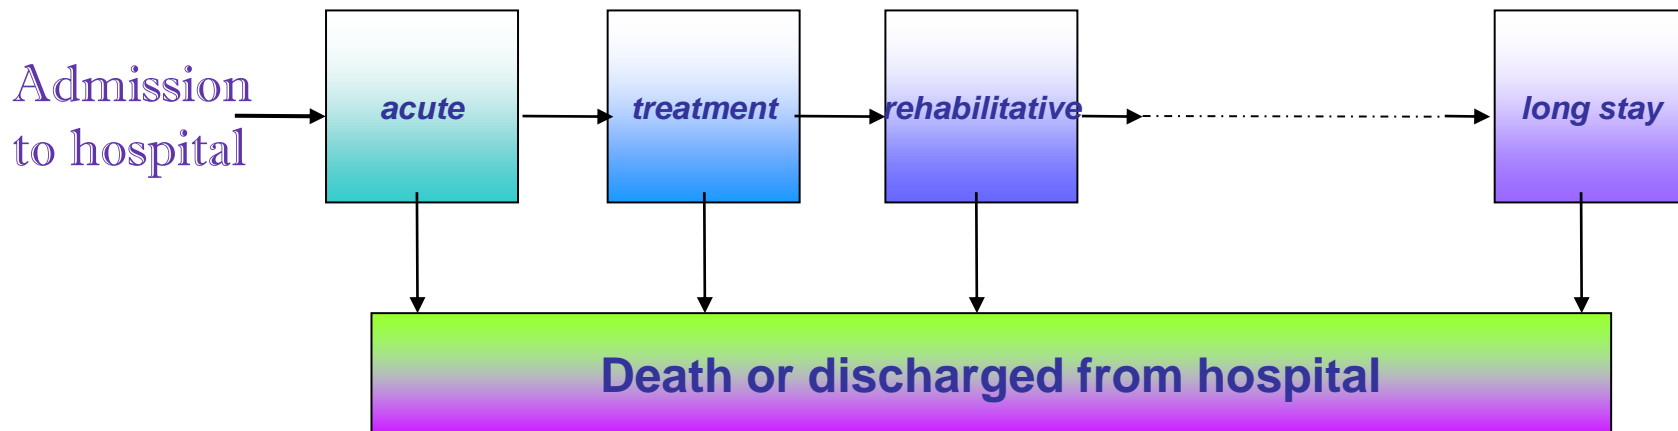 Admission
to hospital
acute
treatment
rehabilitative
long stay
Death or discharged from hospital